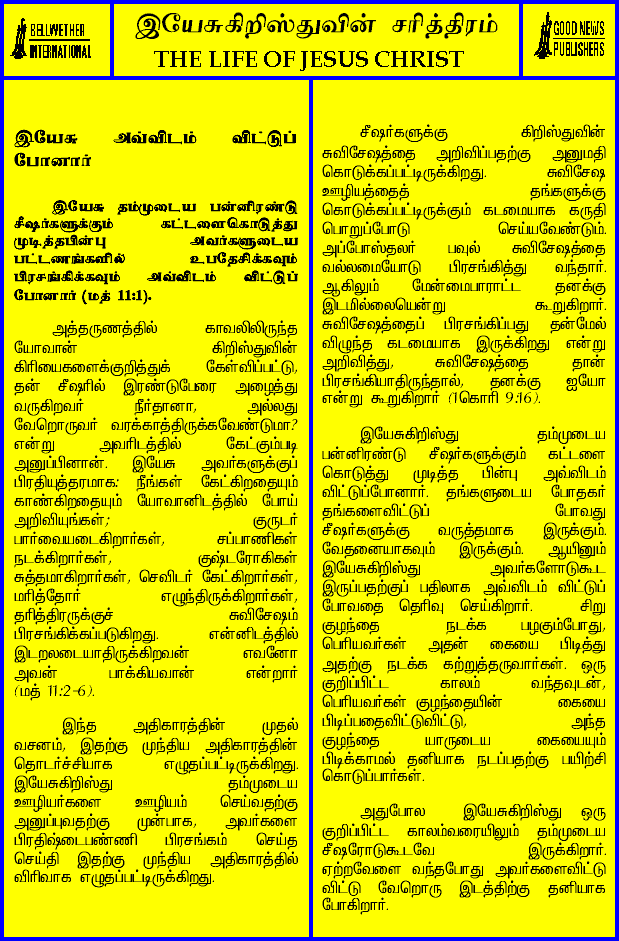 BELLWETHER
INTERNATIONAL
இயேசுகிறிஸ்துவின் சரித்திரம்
THE LIFE OF JESUS CHRIST
GOOD NEWS
PUBLISHERS
இயேசு அவ்விடம் விட்டுப்
போனார்
இயேசு தம்முடைய பன்னிரண்டு
சீஷர்களுக்கும் கட்டளைகொடுத்து
முடித்தபின்பு அவர்களுடைய
பட்டணங்களில் உபதேசிக்கவும்
பிரசங்கிக்கவும் அவ்விடம் விட்டுப்
போனார் (மத் 11:1).
அத்தருணத்தில் காவலிலிருந்த
யோவான் கிறிஸ்துவின்
கிரியைகளைக்குறித்துக் கேள்விப்பட்டு,
தன் சீஷரில் இரண்டுபேரை அழைத்து
வருகிறவர் நீர்தானா, அல்லது
வேறொருவர் வரக்காத்திருக்கவேண்டுமா?
என்று அவரிடத்தில் கேட்கும்படி
அனுப்பினான். இயேசு அவர்களுக்குப்
பிரதியுத்தரமாக: நீங்கள் கேட்கிறதையும்
காண்கிறதையும் யோவானிடத்தில் போய்
அறிவியுங்கள்; குருடர்
பார்வையடைகிறார்கள், சப்பாணிகள்
நடக்கிறார்கள், குஷ்டரோகிகள்
சுத்தமாகிறார்கள், செவிடர் கேட்கிறார்கள்,
மரித்தோர் எழுந்திருக்கிறார்கள்,
தரித்திரருக்குச் சுவிசேஷம்
பிரசங்கிக்கப்படுகிறது. என்னிடத்தில்
இடறலடையாதிருக்கிறவன் எவனோ
அவன் பாக்கியவான் என்றார்
(மத் 11:2-6).
இந்த அதிகாரத்தின் முதல்
வசனம், இதற்கு முந்திய அதிகாரத்தின்
தொடர்ச்சியாக எழுதப்பட்டிருக்கிறது.
இயேசுகிறிஸ்து தம்முடைய
ஊழியர்களை ஊழியம் செய்வதற்கு
அனுப்புவதற்கு முன்பாக, அவர்களை
பிரதிஷ்டைபண்ணி பிரசங்கம் செய்த
செய்தி இதற்கு முந்திய அதிகாரத்தில்
விரிவாக எழுதப்பட்டிருக்கிறது.
சீஷர்களுக்கு கிறிஸ்துவின்
சுவிசேஷத்தை அறிவிப்பதற்கு அனுமதி
கொடுக்கப்பட்டிருக்கிறது. சுவிசேஷ
ஊழியத்தைத் தங்களுக்கு
கொடுக்கப்பட்டிருக்கும் கடமையாக கருதி
பொறுப்போடு செய்யவேண்டும்.
அப்போஸ்தலர் பவுல் சுவிசேஷத்தை
வல்லமையோடு பிரசங்கித்து வந்தார்.
ஆகிலும் மேன்மைபாராட்ட தனக்கு
இடமில்லையென்று கூறுகிறார்.
சுவிசேஷத்தைப் பிரசங்கிப்பது தன்மேல்
விழுந்த கடமையாக இருக்கிறது என்று
அறிவித்து, சுவிசேஷத்தை தான்
பிரசங்கியாதிருந்தால், தனக்கு ஐயோ
என்று கூறுகிறார் (1கொரி 9:16).
இயேசுகிறிஸ்து தம்முடைய
பன்னிரண்டு சீஷர்களுக்கும் கட்டளை
கொடுத்து முடித்த பின்பு அவ்விடம்
விட்டுப்போனார். தங்களுடைய போதகர்
தங்களைவிட்டுப் போவது
சீஷர்களுக்கு வருத்தமாக இருக்கும்.
வேதனையாகவும் இருக்கும். ஆயினும்
இயேசுகிறிஸ்து அவர்களோடுகூட
இருப்பதற்குப் பதிலாக அவ்விடம் விட்டுப்
போவதை தெரிவு செய்கிறார். சிறு
குழந்தை நடக்க பழகும்போது,
பெரியவர்கள் அதன் கையை பிடித்து
அதற்கு நடக்க கற்றுத்தருவார்கள். ஒரு
குறிப்பிட்ட காலம் வந்தவுடன்,
பெரியவர்கள் குழந்தையின் கையை
பிடிப்பதைவிட்டுவிட்டு, அந்த
குழந்தை யாருடைய கையையும்
பிடிக்காமல் தனியாக நடப்பதற்கு பயிற்சி
கொடுப்பார்கள்.
அதுபோல இயேசுகிறிஸ்து ஒரு
குறிப்பிட்ட காலம்வரையிலும் தம்முடைய
சீஷரோடுகூடவே இருக்கிறார்.
ஏற்றவேளை வந்தபோது அவர்களைவிட்டு
விட்டு வேறொரு இடத்திற்கு தனியாக
போகிறார்.